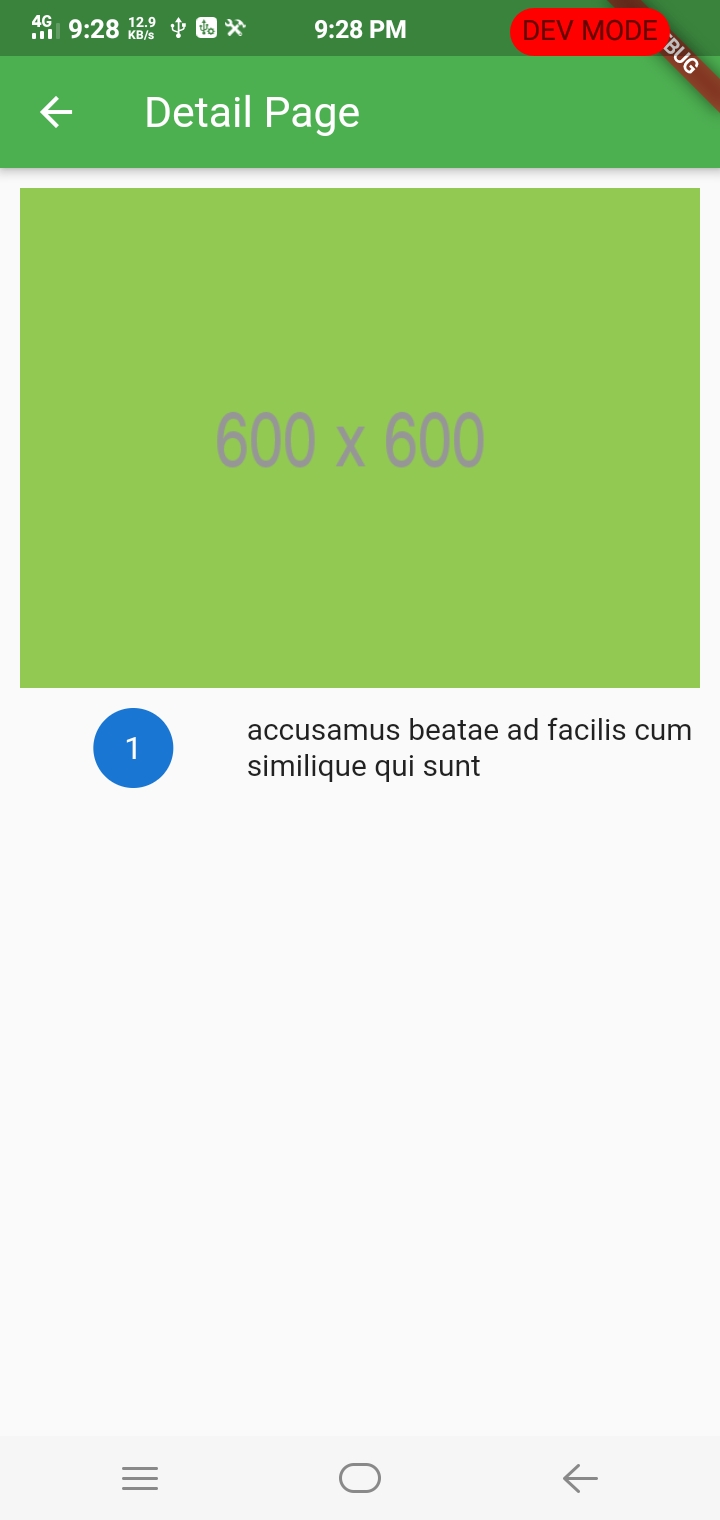 4G 9:28 12.9 KB/s 9:28 PM DEV MODE
Detail Page
600 x 600
1
accusamus beatae ad facilis cum
similique qui sunt